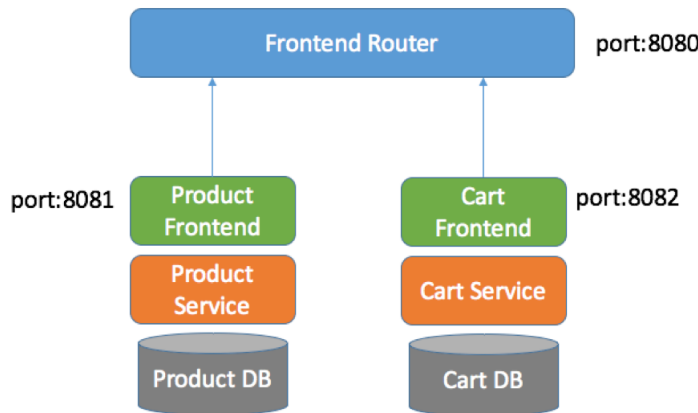 Frontend Router
port:8080
port:8081
Product
Frontend
Cart
Frontend
port:8082
Product
Service
Cart Service
Product DB
Cart DB